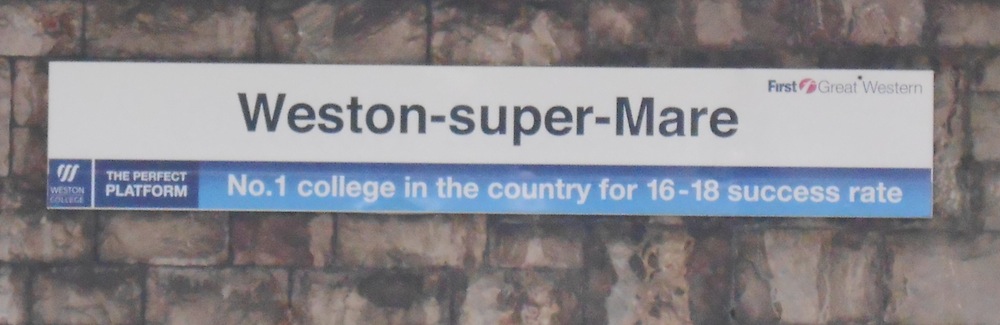 First Great Western
Weston-super-Mare
WESTON
COLLEGE
THE PERFECT
PLATFORM
No.1 college in the country for 16-18 success rate